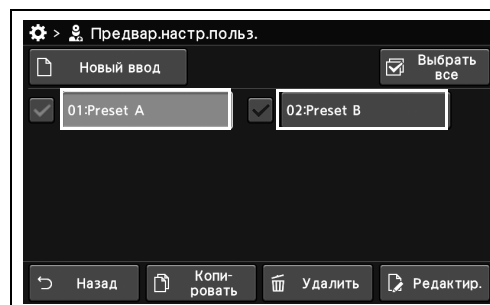 > Предвар.настр.польз.
Новый ввод
Выбрать
все
01:Preset A
02:Preset B
Назад
Копи-
ровать
Удалить
Редактир.